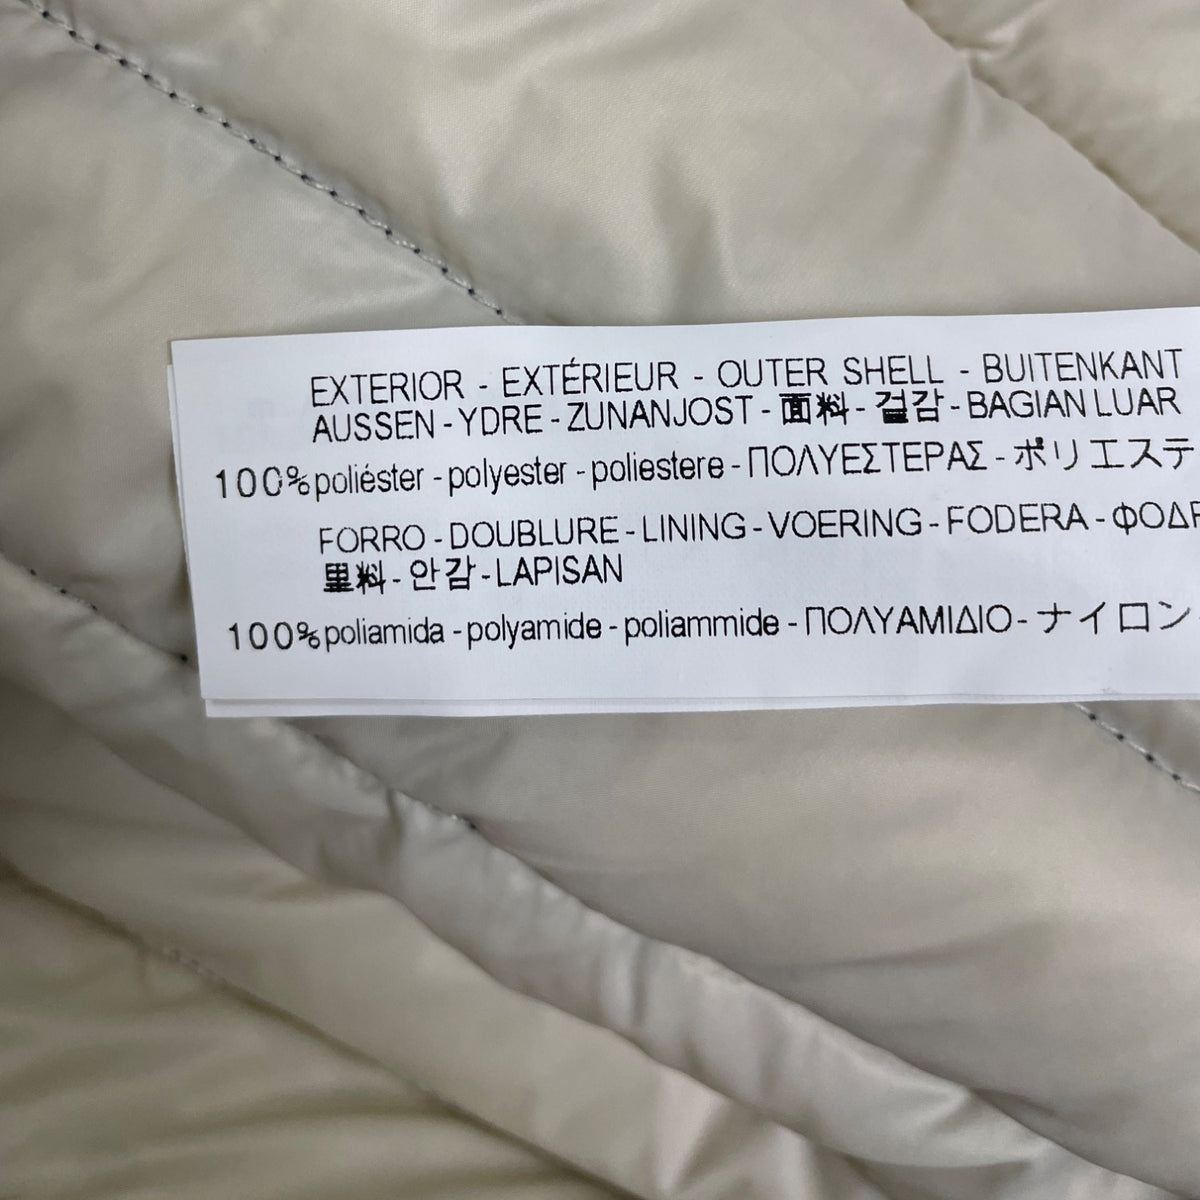 EXTERIOR - EXTÉRIEUR - OUTER SHELL - BUITENKANT
AUSSEN - YDRE - ZUNANJOST - 面料 - 겉감 - BAGIAN LUAR
100% poliéster - polyester - poliestere - ΠΟΛΥΕΣΤΕΡΑΣ - ポリエステ
FORRO - DOUBLURE - LINING - VOERING - FODERA - ΦΟΔΡ
里料 - 안감 - LAPISAN
100% poliamida - polyamide - poliammide - ΠΟΛΥΑΜΙΔΙΟ - ナイロン